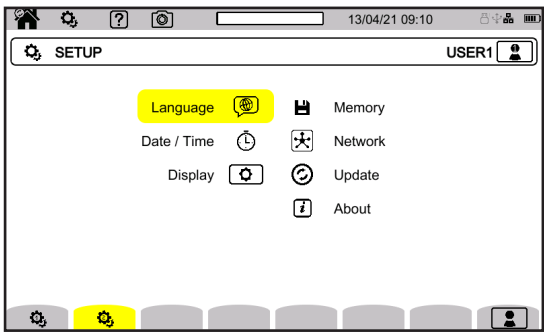 13/04/21 09:10
SETUP
USER1
Language
Memory
Date / Time
Network
Display
Update
About